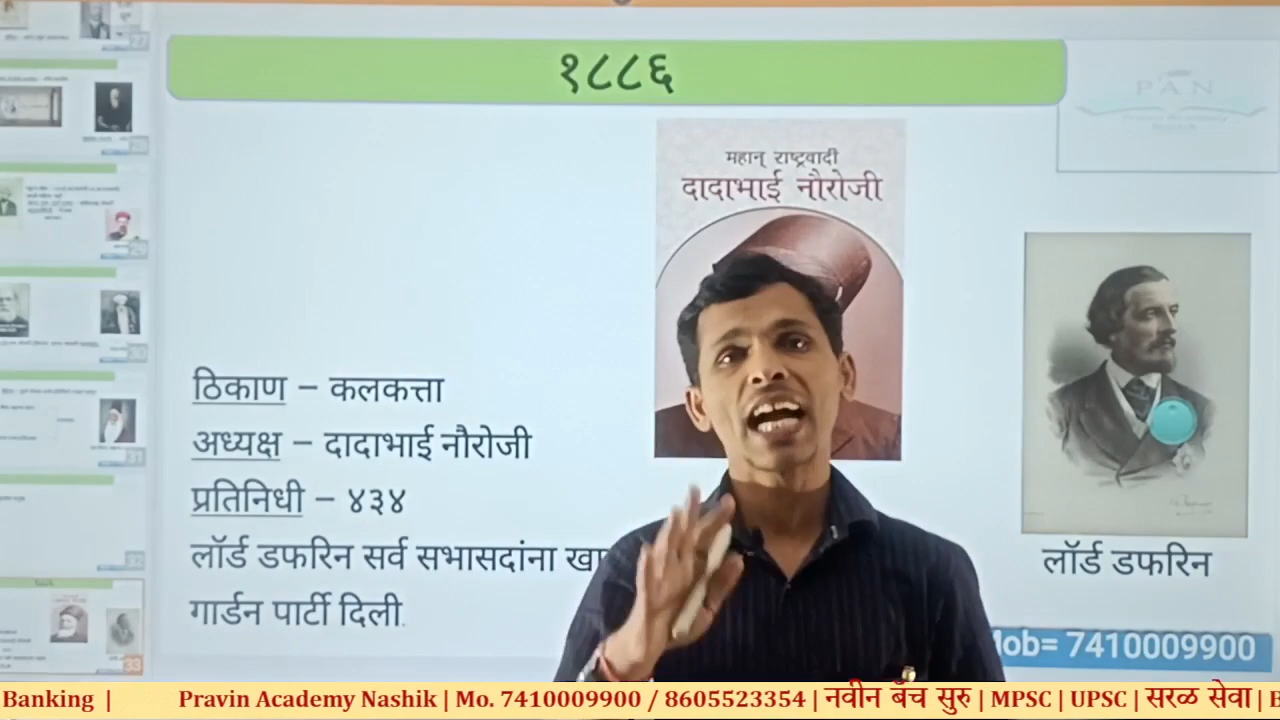 १८८६
P A N
महान् राष्ट्रवादी
दादाभाई नौरोजी
ठिकाण – कलकत्ता
अध्यक्ष – दादाभाई नौरोजी
प्रतिनिधी – ४३४
लॉर्ड डफरिन सर्व सभासदांना
गार्डन पार्टी दिली.
लॉर्ड डफरिन
Mob= 7410009900
33
Banking | Pravin Academy Nashik | Mo. 7410009900 / 8605523354 | नवीन बॅच सुरु | MPSC | UPSC | सरळ सेवा |